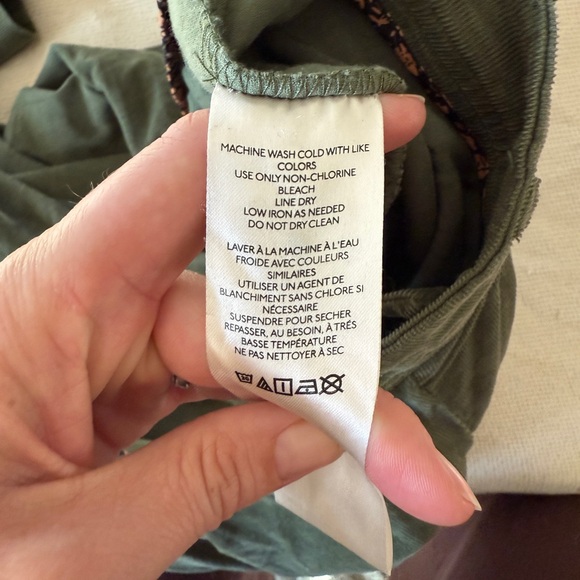 MACHINE WASH COLD WITH LIKE
COLORS
USE ONLY NON-CHLORINE
BLEACH
LINE DRY
LOW IRON AS NEEDED
DO NOT DRY CLEAN
LAVER À LA MACHINE À L'EAU
FROIDE AVEC COULEURS
SIMILAIRES
UTILISER UN AGENT DE
BLANCHIMENT SANS CHLORE SI
NÉCESSAIRE
SUSPENDRE POUR SECHER
REPASSER, AU BESOIN, À TRÉS
BASSE TEMPÉRATURE
NE PAS NETTOYER À SEC